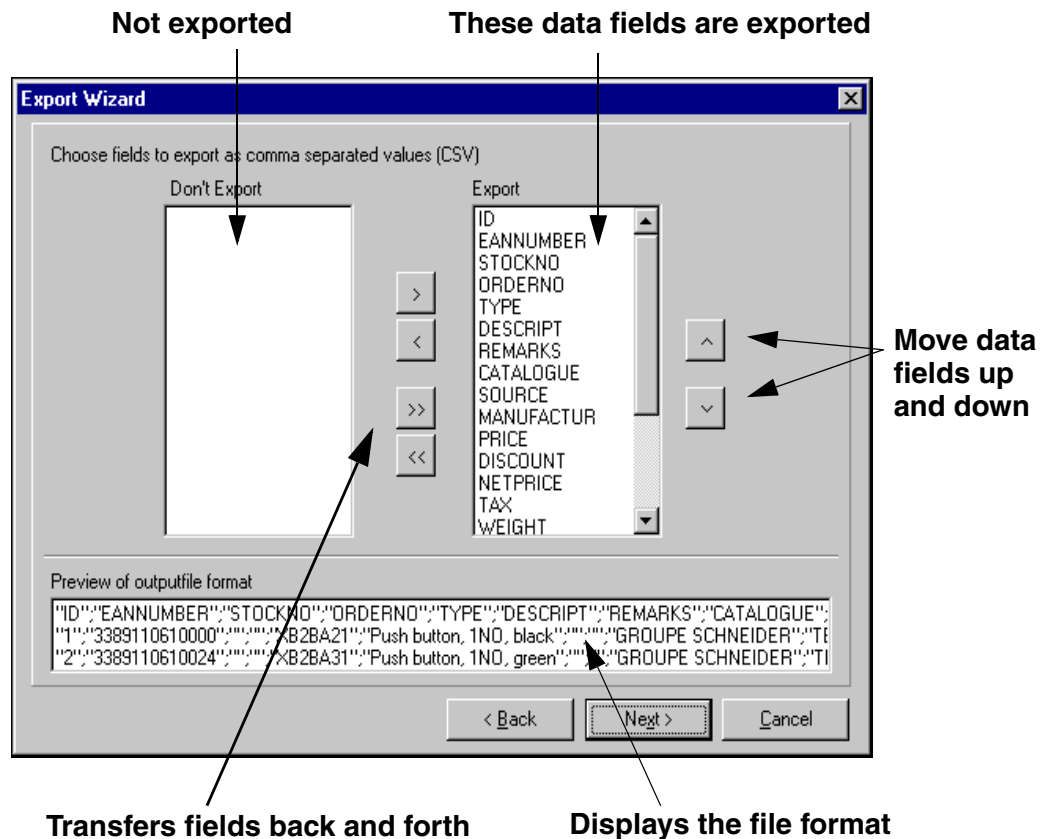 Not exported
These data fields are exported
Export Wizard
Choose fields to export as comma separated values (CSV)
Don't Export
Export
ID
EANNUMBER
STOCKNO
ORDERNO
TYPE
DESCRIPT
REMARKS
CATALOGUE
SOURCE
MANUFACTUR
PRICE
DISCOUNT
NETPRICE
TAX
WEIGHT
>
<
>>
<<
Move data
fields up
and down
Preview of outputfile format
"ID";"EANNUMBER";"STOCKNO";"ORDERNO";"TYPE";"DESCRIPT";"REMARKS";"CATALOGUE";
"1";"3389110610000";"";"";"XB2BA21";"Push button, 1NO, black";"";"";"GROUPE SCHNEIDER";"TE
"2";"3389110610024";"";"";"XB2BA31";"Push button, 1NO, green";"";"";"GROUPE SCHNEIDER";"TI
< Back
Next >
Cancel
Transfers fields back and forth
Displays the file format